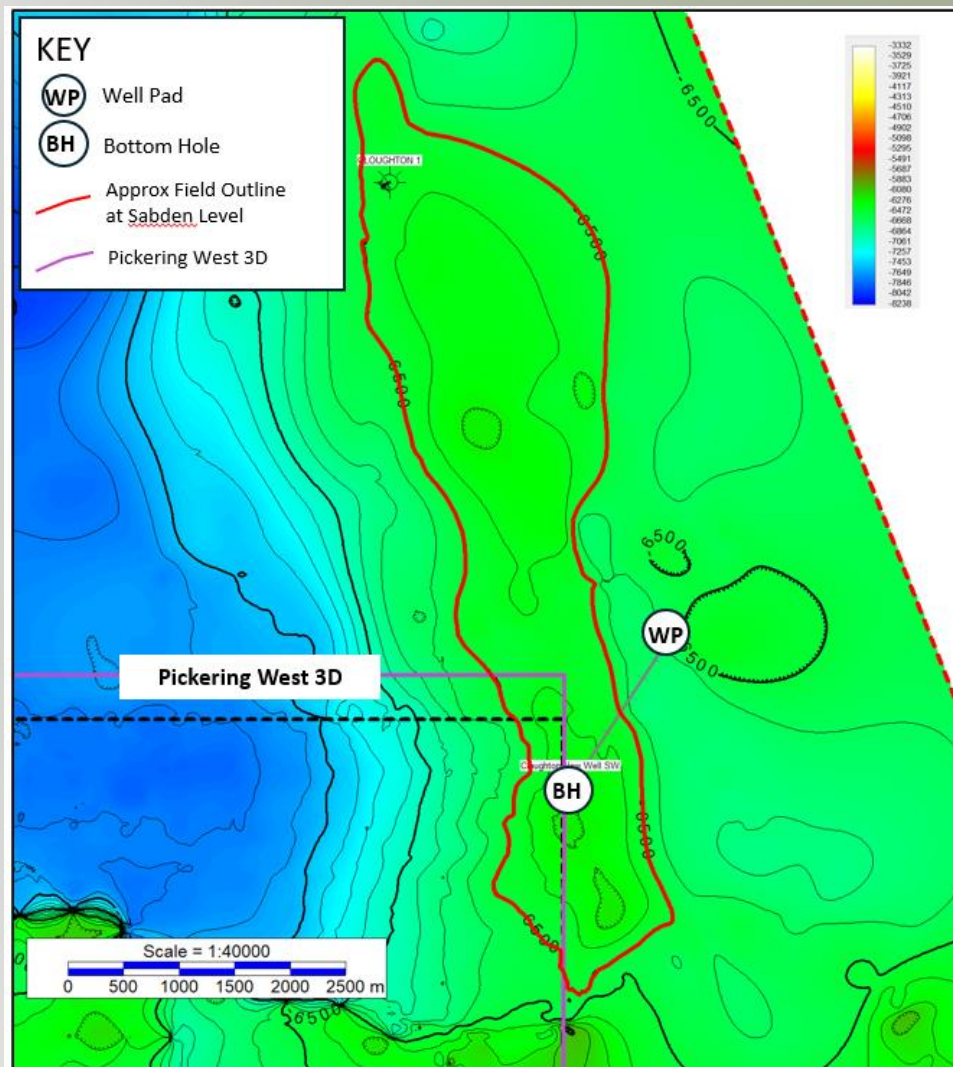 KEY
WP Well Pad
BH Bottom Hole
Approx Field Outline
at Sabden Level
Pickering West 3D
-3332
-3529
-3725
-3921
-4117
-4313
-4510
-4706
-4902
-5098
-5295
-5491
-5687
-5883
-6080
-6276
-6472
-6668
-6864
-7061
-7257
-7453
-7649
-7846
-8042
-8238
-6500
CLOUGHTON 1
-6500
-6500
-6500
WP
-6500
Pickering West 3D
Well SW
BH
-6500
-6500
Scale = 1:40000
0 500 1000 1500 2000 2500 m
-6500